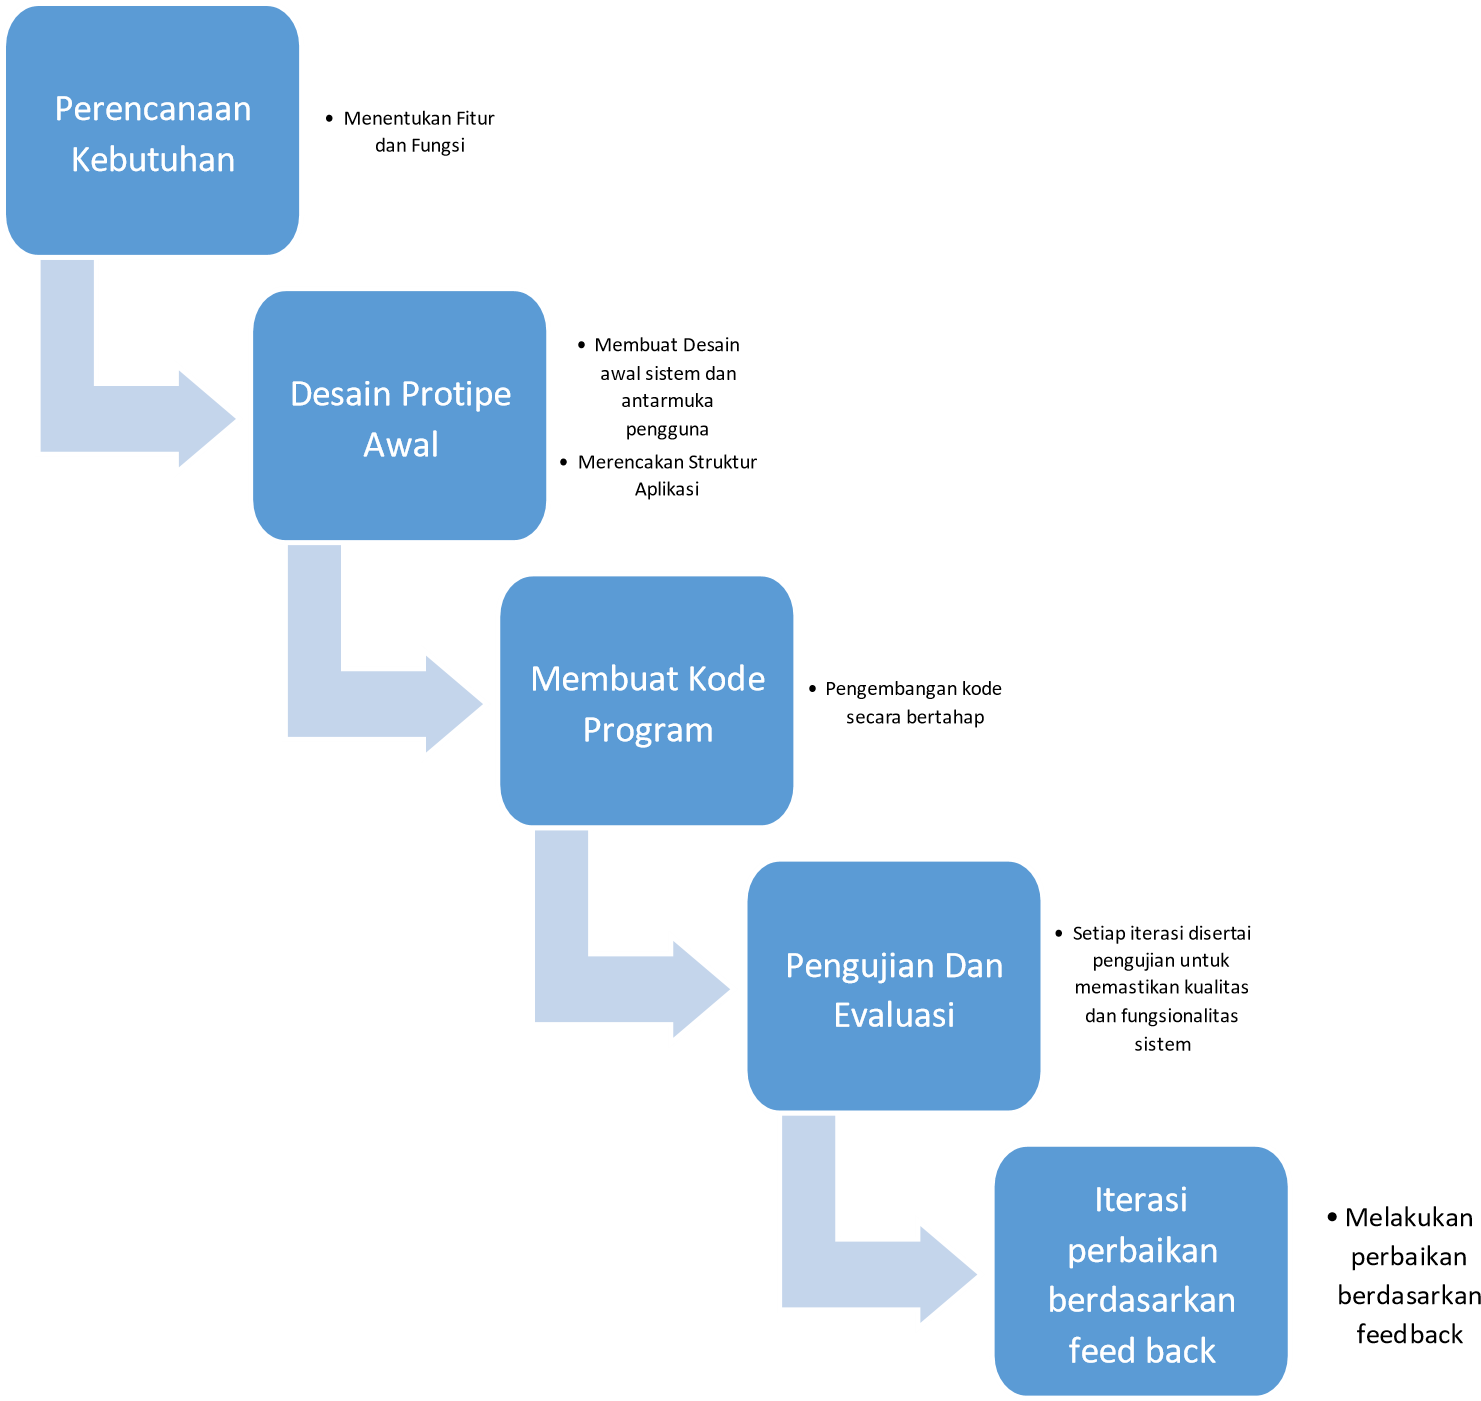 Perencanaan
Kebutuhan
• Menentukan Fitur
dan Fungsi
Desain Protipe
Awal
• Membuat Desain
awal sistem dan
antarmuka
pengguna
• Merencakan Struktur
Aplikasi
Membuat Kode
Program
• Pengembangan kode
secara bertahap
Pengujian Dan
Evaluasi
• Setiap iterasi disertai
pengujian untuk
memastikan kualitas
dan fungsionalitas
sistem
Iterasi
perbaikan
berdasarkan
feed back
• Melakukan
perbaikan
berdasarkan
feedback